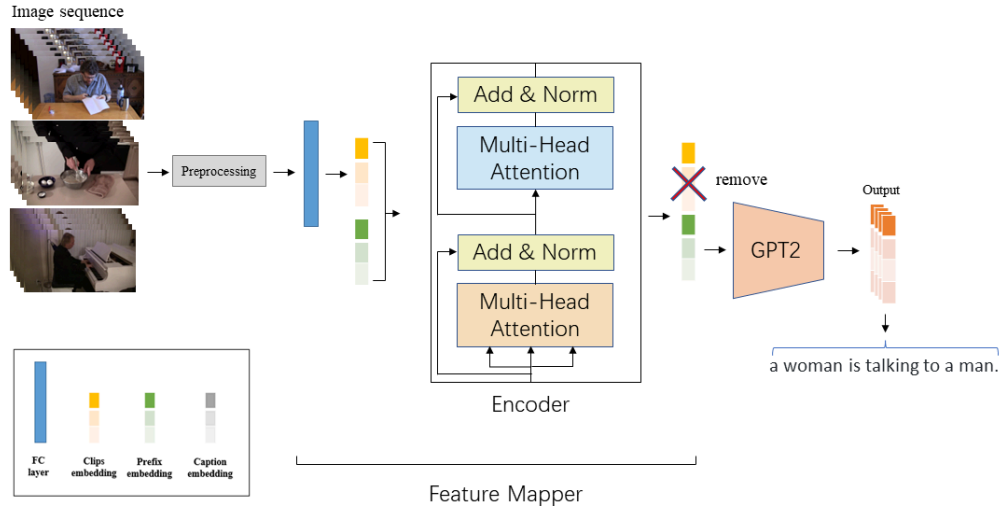 Image sequence
Preprocessing
Add & Norm
Multi-Head
Attention
Add & Norm
Multi-Head
Attention
Encoder
remove
GPT2
Output
a woman is talking to a man.
FC
layer
Clips
embedding
Prefix
embedding
Caption
embedding
Feature Mapper